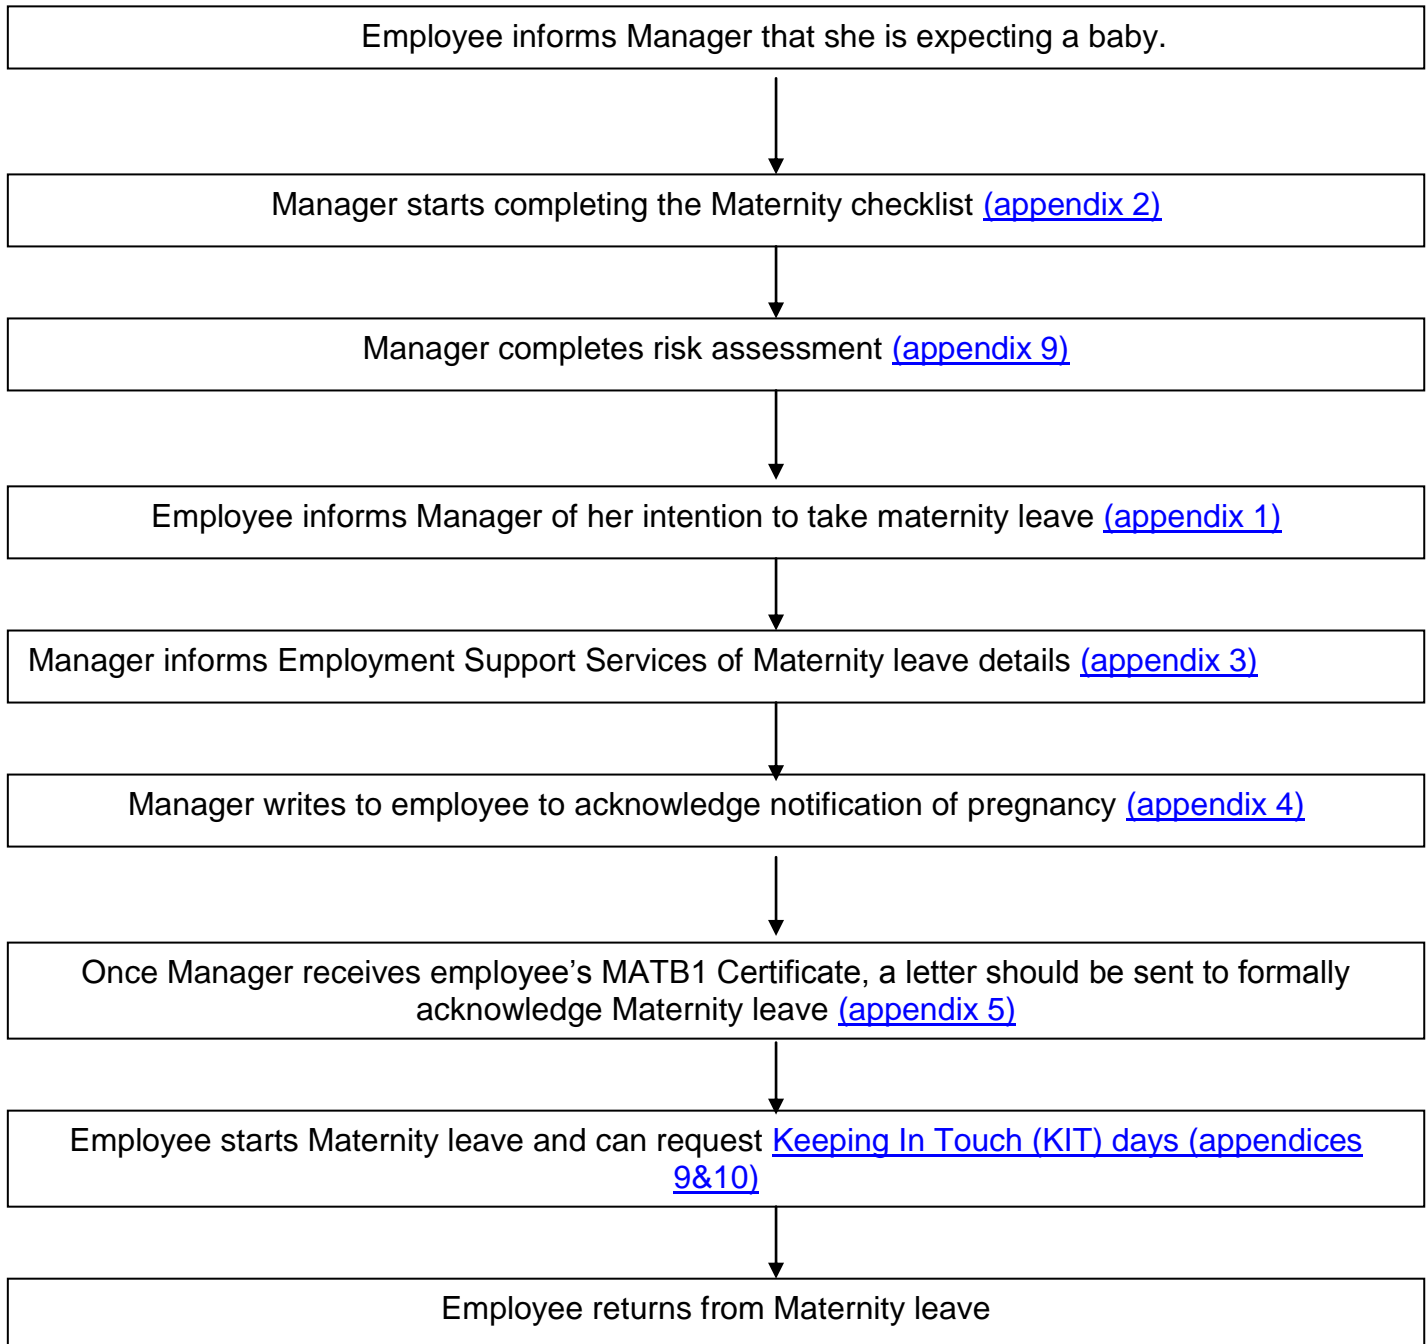 Employee informs Manager that she is expecting a baby.
Manager starts completing the Maternity checklist (appendix 2)
Manager completes risk assessment (appendix 9)
Employee informs Manager of her intention to take maternity leave (appendix 1)
Manager informs Employment Support Services of Maternity leave details (appendix 3)
Manager writes to employee to acknowledge notification of pregnancy (appendix 4)
Once Manager receives employee’s MATB1 Certificate, a letter should be sent to formally
acknowledge Maternity leave (appendix 5)
Employee starts Maternity leave and can request Keeping In Touch (KIT) days (appendices
9&10)
Employee returns from Maternity leave